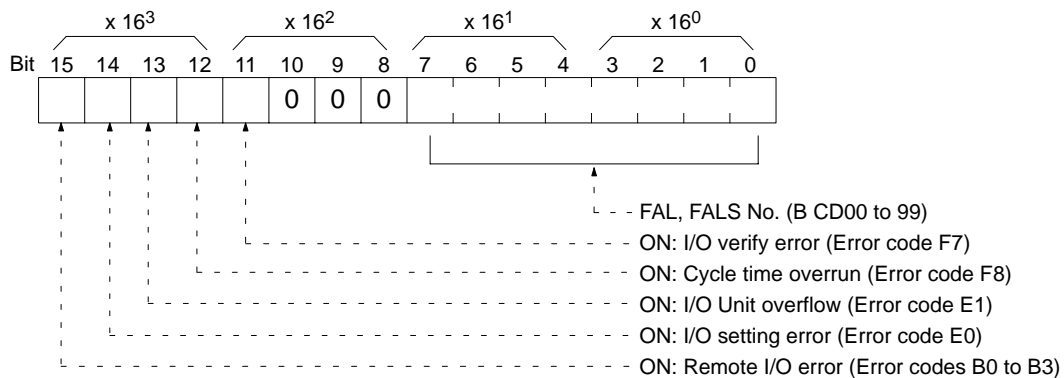 x 16³ x 16² x 16¹ x 16⁰
Bit 15 14 13 12 11 10 9 8 7 6 5 4 3 2 1 0
0 0 0
FAL, FALS No. (B CD00 to 99)
ON: I/O verify error (Error code F7)
ON: Cycle time overrun (Error code F8)
ON: I/O Unit overflow (Error code E1)
ON: I/O setting error (Error code E0)
ON: Remote I/O error (Error codes B0 to B3)